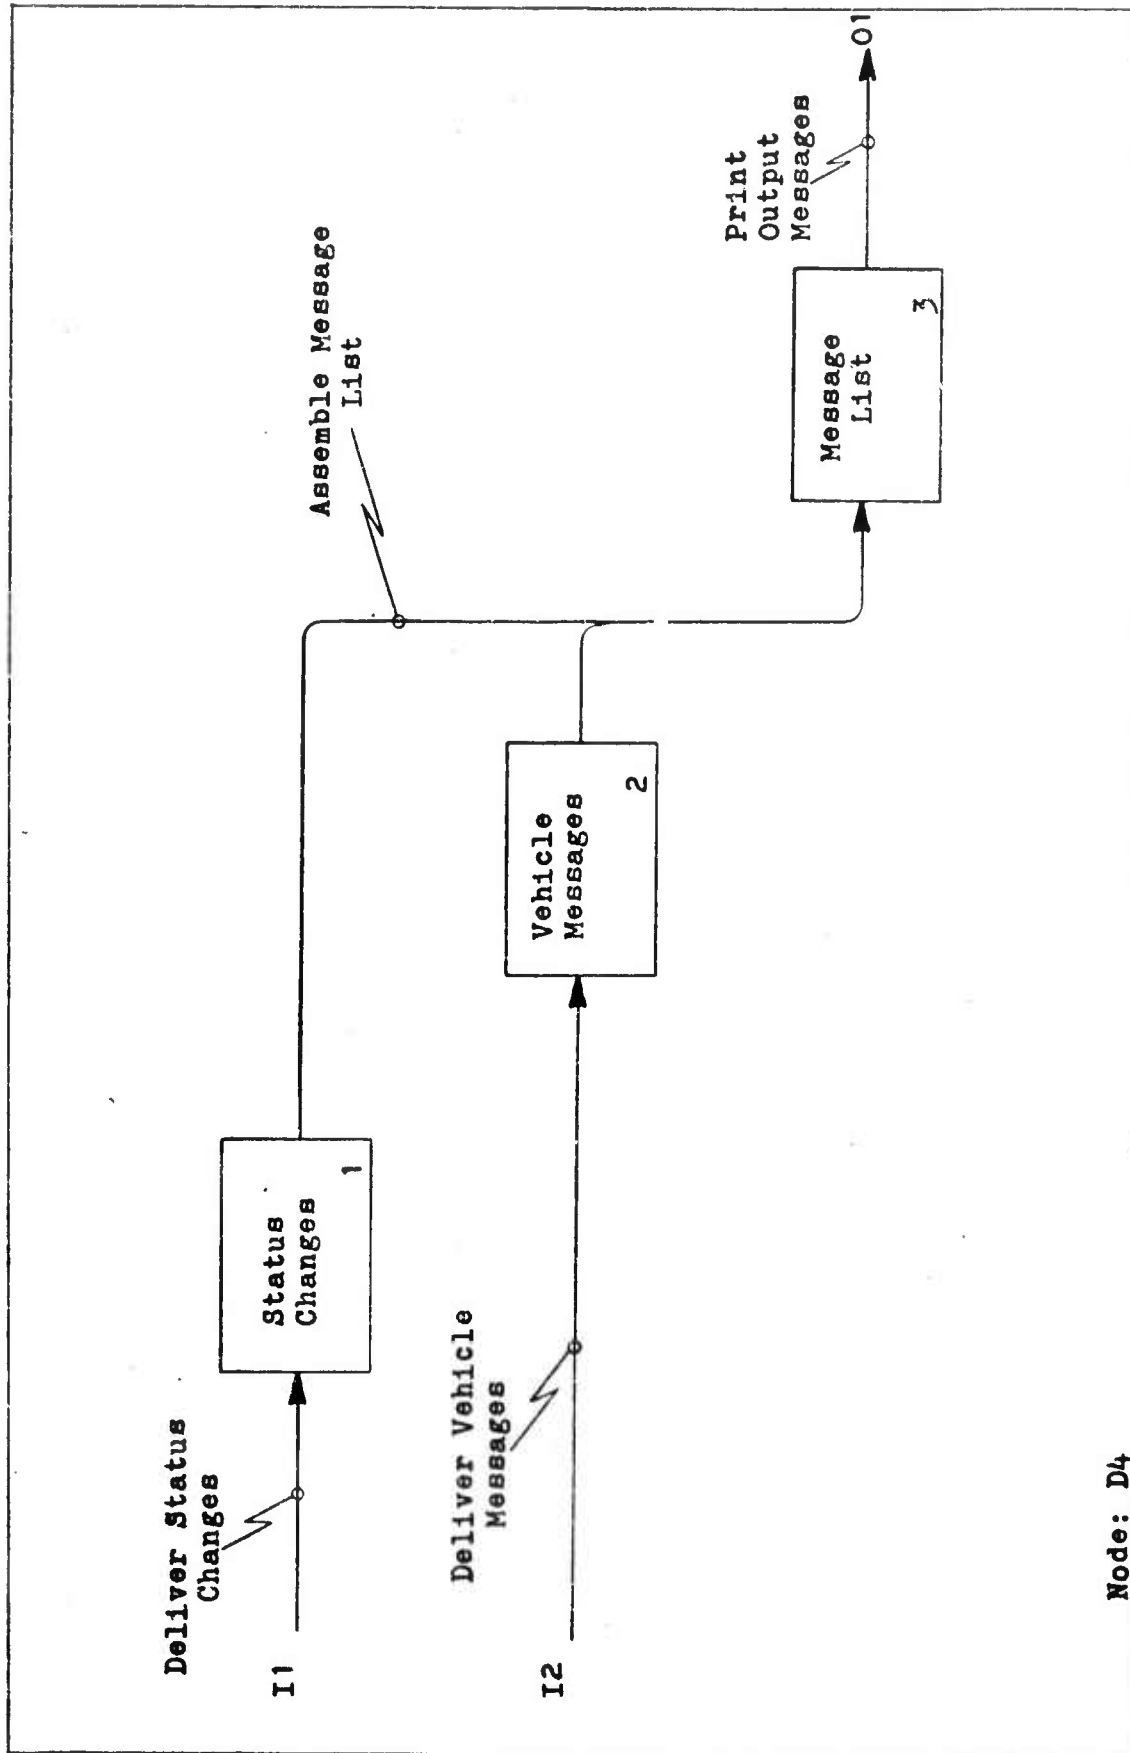 Deliver Status
Changes
I1
Status
Changes
1
Assemble Message
List
Deliver Vehicle
Messages
I2
Vehicle
Messages
2
Print
Output
Messages
O1
Message
List
3
Node: D4